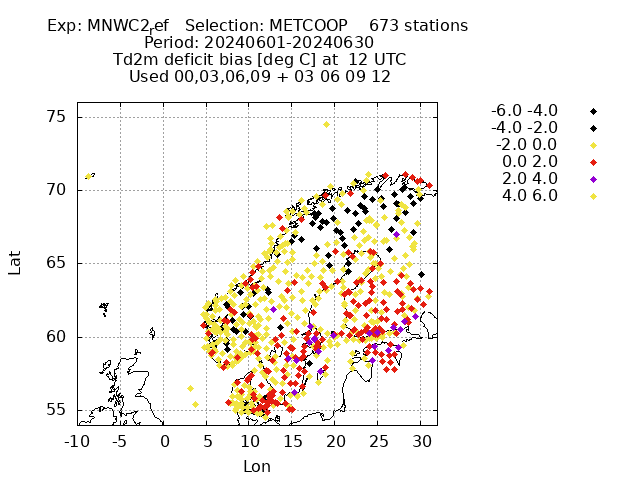 Exp: MNWC2ref   Selection: METCOOP    673 stations
Period: 20240601-20240630
Td2m deficit bias [deg C] at  12 UTC
Used 00,03,06,09 + 03 06 09 12
-6.0 -4.0
-4.0 -2.0
-2.0 0.0
0.0 2.0
2.0 4.0
4.0 6.0
75
70
65
60
55
Lat
-10 -5 0 5 10 15 20 25 30
Lon